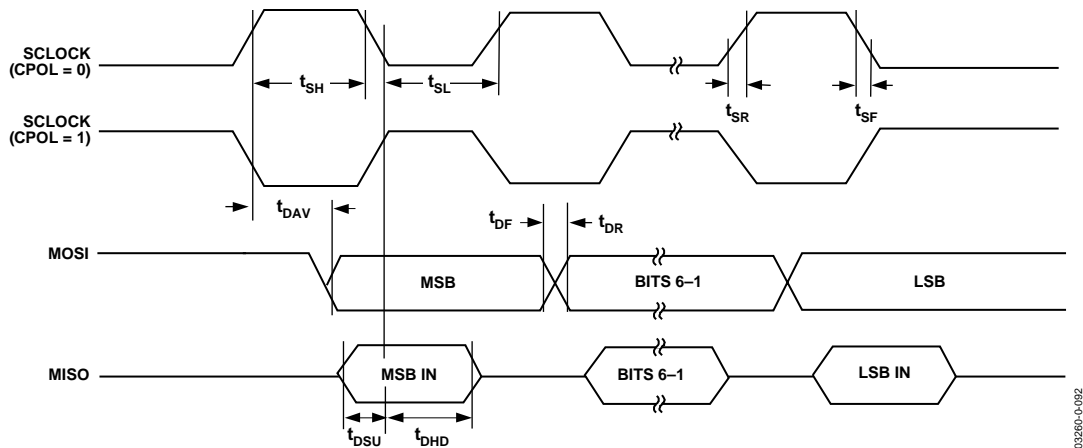 SCLOCK
(CPOL = 0)
tSH
tSL
tSR
tSF
SCLOCK
(CPOL = 1)
tDAV
tDF
tDR
MOSI
MSB
BITS 6–1
LSB
MISO
MSB IN
BITS 6–1
LSB IN
tDSU
tDHD
03260-0-092